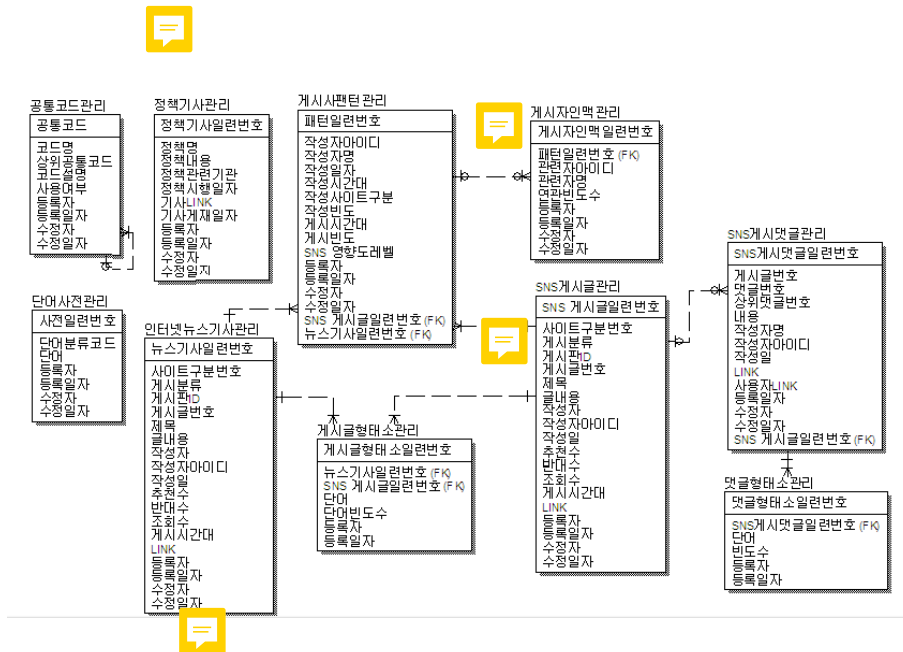 공통코드관리
공통코드
코드명
상위공통코드
코드설명
사용여부
등록자
등록일자
수정자
수정일자
정책기사관리
정책기사일련번호
정책명
정책내용
정책관련기관
정책시행일자
기사LINK
기사게재일자
등록자
등록일자
수정자
수정일자
게시사팬턴관리
패턴일련번호
작성자아이디
작성자명
작성일자
작성시간대
작성사이트구분
작성빈도
게시시간대
게시빈도
SNS 영향도레벨
등록자
등록일자
수정자
수정일자
SNS 게시글일련번호(FK)
뉴스기사일련번호(FK)
게시자인맥관리
게시자인맥일련번호
패턴일련번호(FK)
관련자아이디
관련자명
연관빈도수
등록자
등록일자
수정자
수정일자
SNS게시댓글관리
SNS게시댓글일련번호
게시글번호
댓글번호
상위댓글번호
내용
작성자명
작성자아이디
작성일
LINK
사용자LINK
등록일자
수정자
수정일자
SNS 게시글일련번호(FK)
단어사전관리
사전일련번호
단어분류코드
단어
등록자
등록일자
수정자
수정일자
인터넷뉴스기사관리
뉴스기사일련번호
사이트구분번호
게시분류
게시판ID
게시글번호
제목
글내용
작성자
작성자아이디
작성일
추천수
반대수
조회수
게시시간대
LINK
등록자
등록일자
수정자
수정일자
게시글형태소관리
게시글형태소일련번호
뉴스기사일련번호(FK)
SNS 게시글일련번호(FK)
단어
단어빈도수
등록자
등록일자
SNS게시글관리
SNS 게시글일련번호
사이트구분번호
게시분류
게시판ID
게시글번호
제목
글내용
작성자
작성자아이디
작성일
추천수
반대수
조회수
게시시간대
LINK
등록자
등록일자
수정자
수정일자
댓글형태소관리
댓글형태소일련번호
SNS게시댓글일련번호(FK)
단어
빈도수
등록자
등록일자